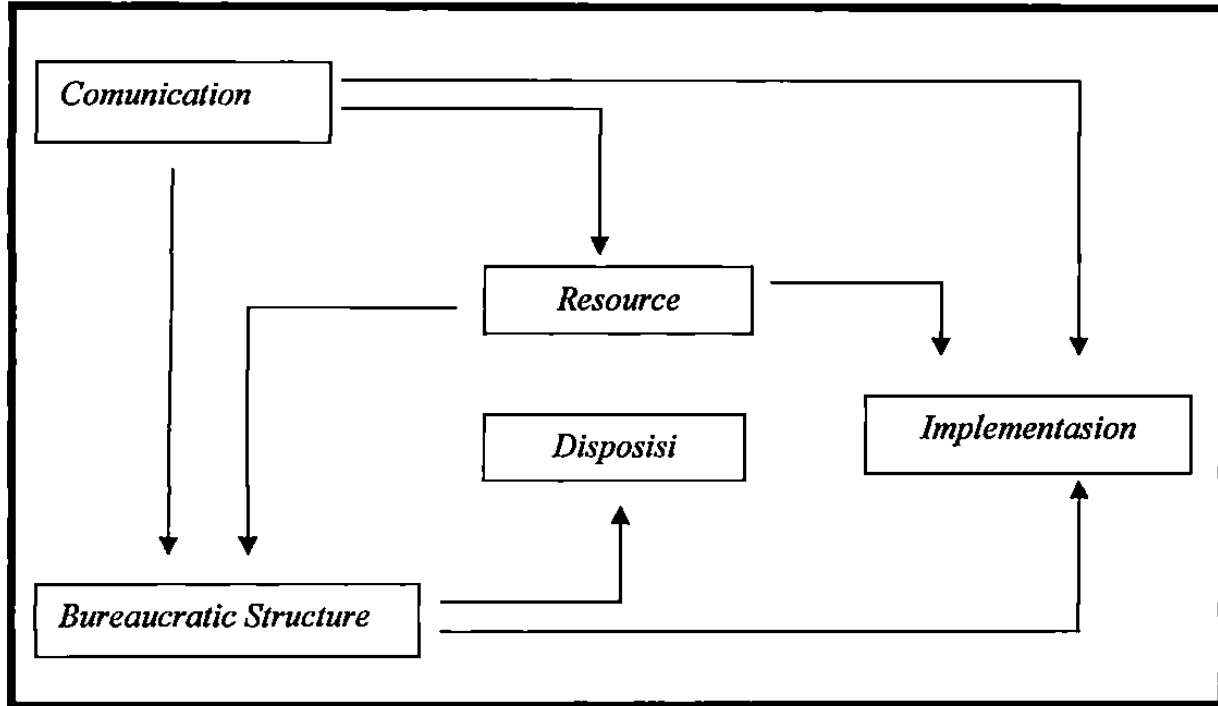 Comunication
Resource
Disposisi
Implementasion
Bureaucratic Structure